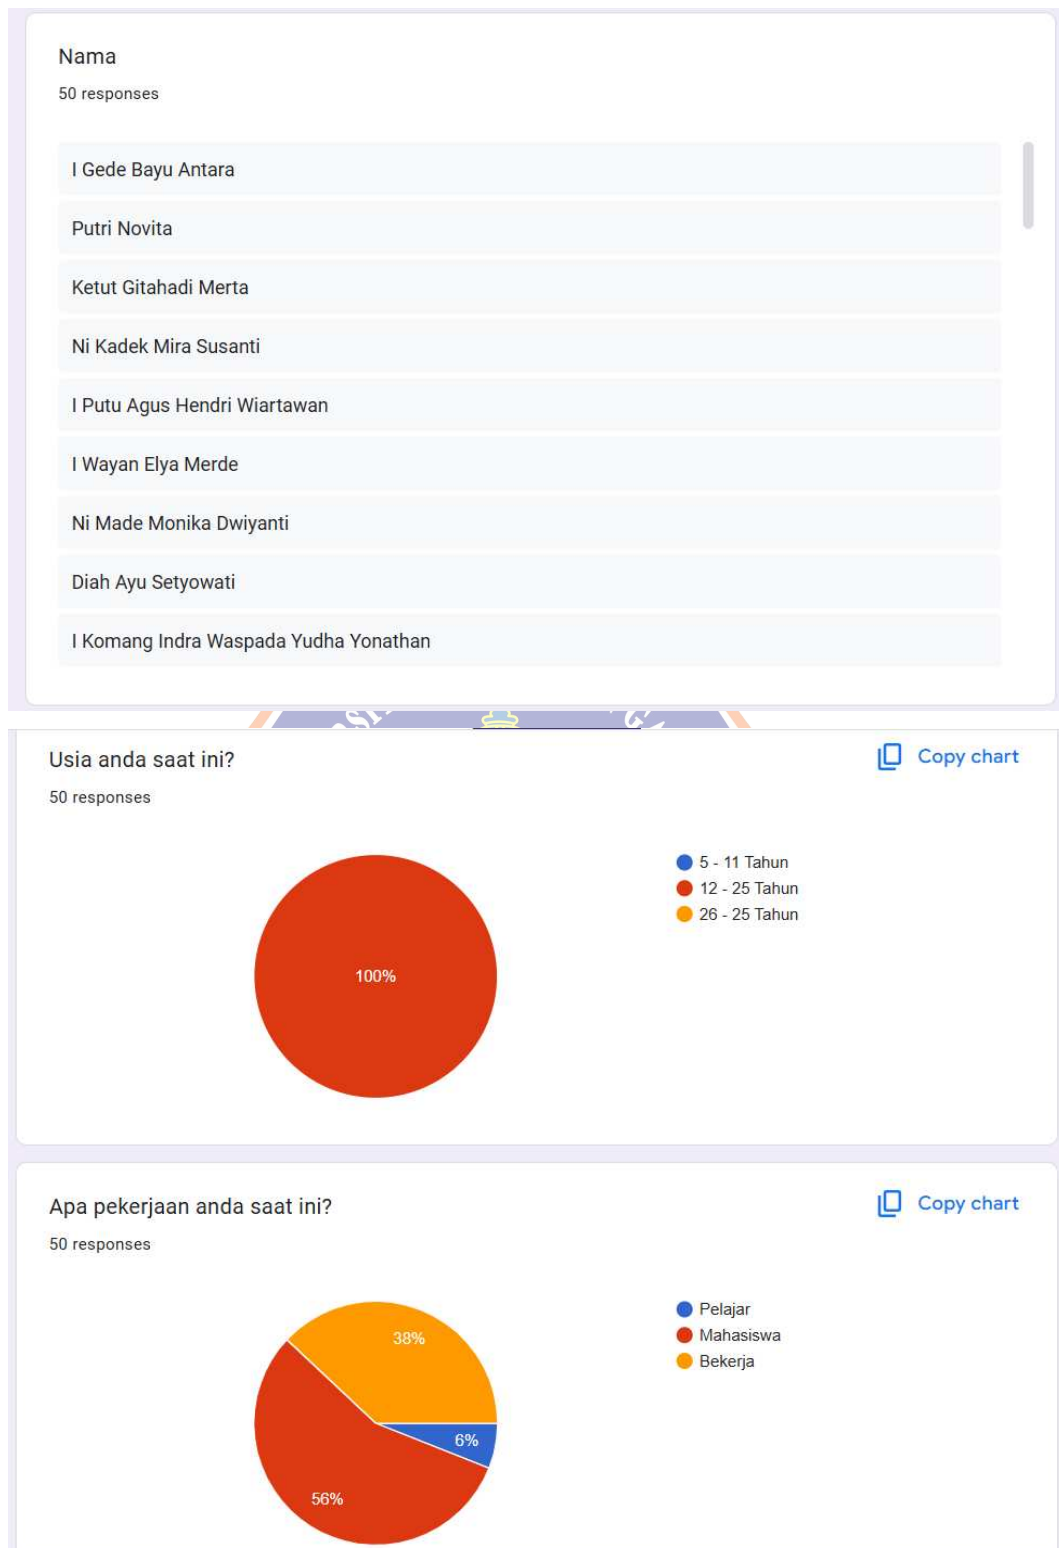 Nama
50 responses
I Gede Bayu Antara
Putri Novita
Ketut Gitahadi Merta
Ni Kadek Mira Susanti
I Putu Agus Hendri Wiartawan
I Wayan Elya Merde
Ni Made Monika Dwiyanti
Diah Ayu Setyowati
I Komang Indra Waspada Yudha Yonathan
Usia anda saat ini?
Copy chart
50 responses
5 - 11 Tahun
12 - 25 Tahun
26 - 25 Tahun
100%
Apa pekerjaan anda saat ini?
Copy chart
50 responses
Pelajar
Mahasiswa
Bekerja
38%
6%
56%